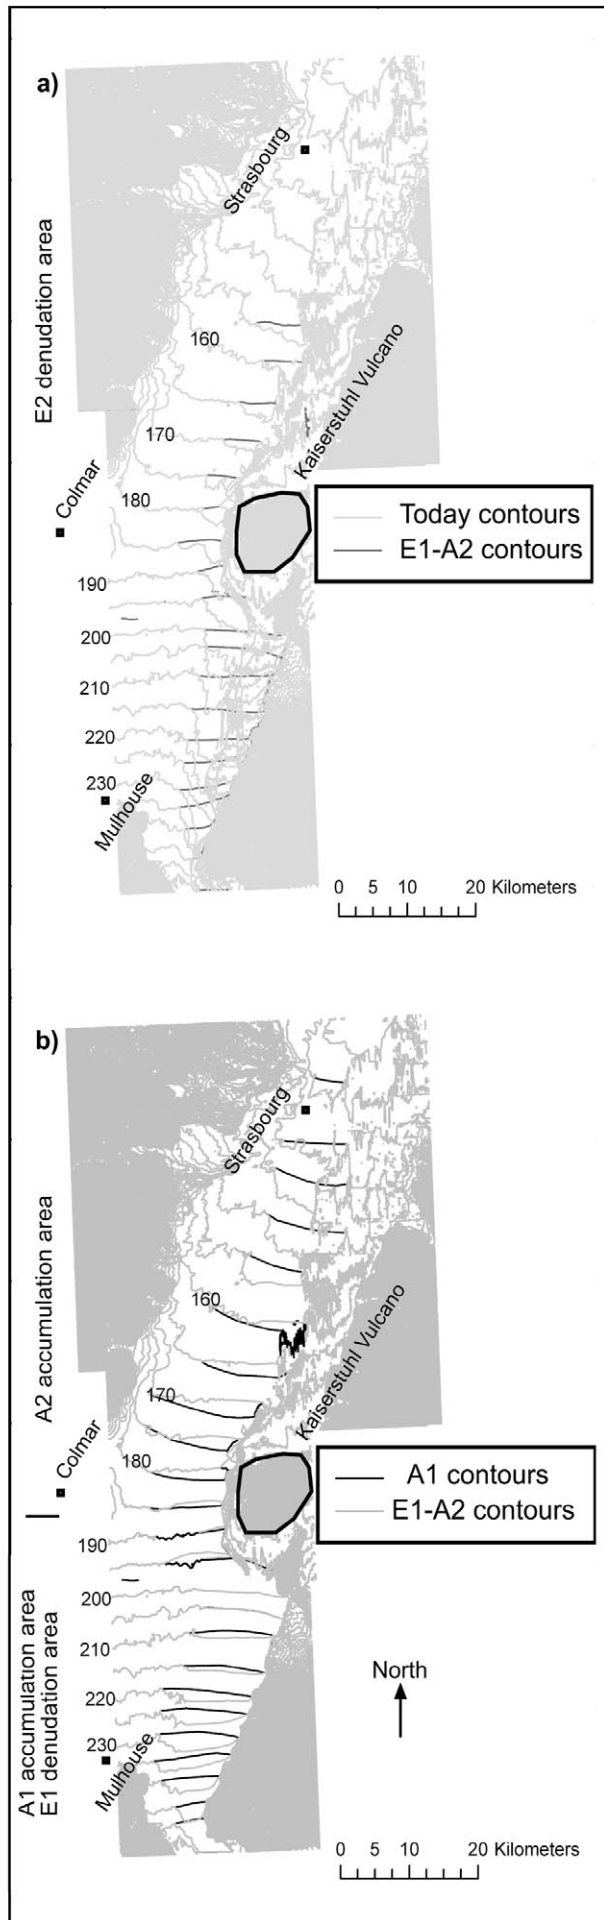 a)
Strasbourg
E2 denudation area
160
Kaiserstuhl Vulcano
170
Colmar
180
Today contours
E1-A2 contours
190
200
210
220
230
Mulhouse
0 5 10 20 Kilometers
b)
Strasbourg
A2 accumulation area
160
Kaiserstuhl Vulcano
170
Colmar
180
A1 contours
E1-A2 contours
190
200
A1 accumulation area
E1 denudation area
210
North
220
230
Mulhouse
0 5 10 20 Kilometers